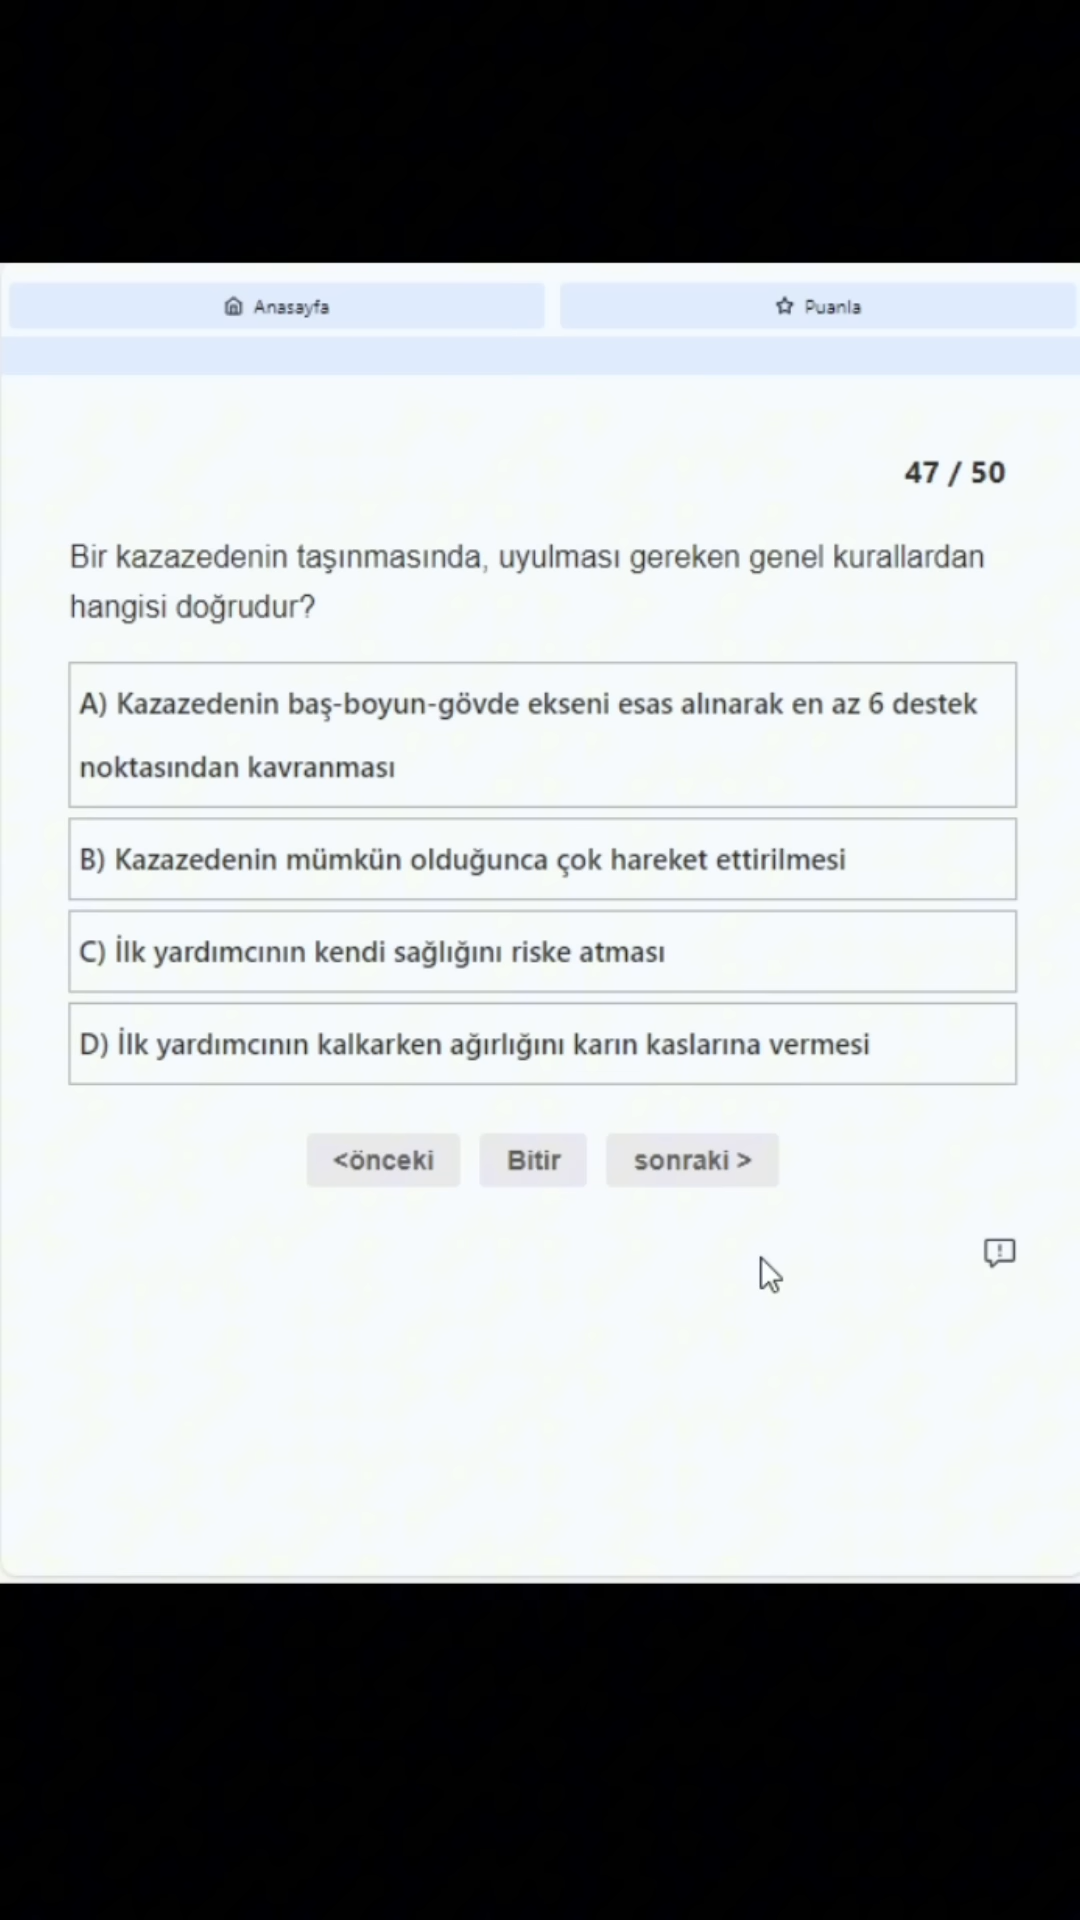 Anasayfa
Puanla
47 / 50
Bir kazazedenin taşınmasında, uyulması gereken genel kurallardan
hangisi doğrudur?
A) Kazazedenin baş-boyun-gövde ekseni esas alınarak en az 6 destek
noktasından kavranması
B) Kazazedenin mümkün olduğunca çok hareket ettirilmesi
C) İlk yardımcının kendi sağlığını riske atması
D) İlk yardımcının kalkarken ağırlığını karın kaslarına vermesi
<önceki
Bitir
sonraki >